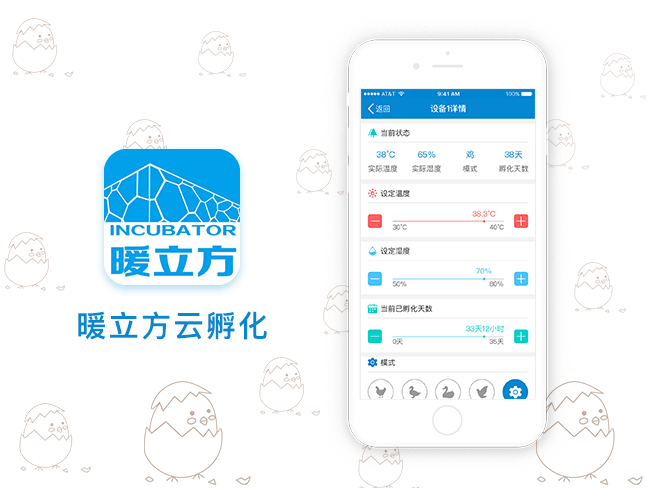 INCUBATOR
暖立方
暖立方云孵化
AT&T
9:41 AM
100%
返回
设备1详情
当前状态
38°C 65% 鸡 38天
实际温度 实际湿度 模式 孵化天数
设定温度
38.3°C
30°C 40°C
设定湿度
70%
50% 80%
当前已孵化天数
33天12小时
0天 35天
模式